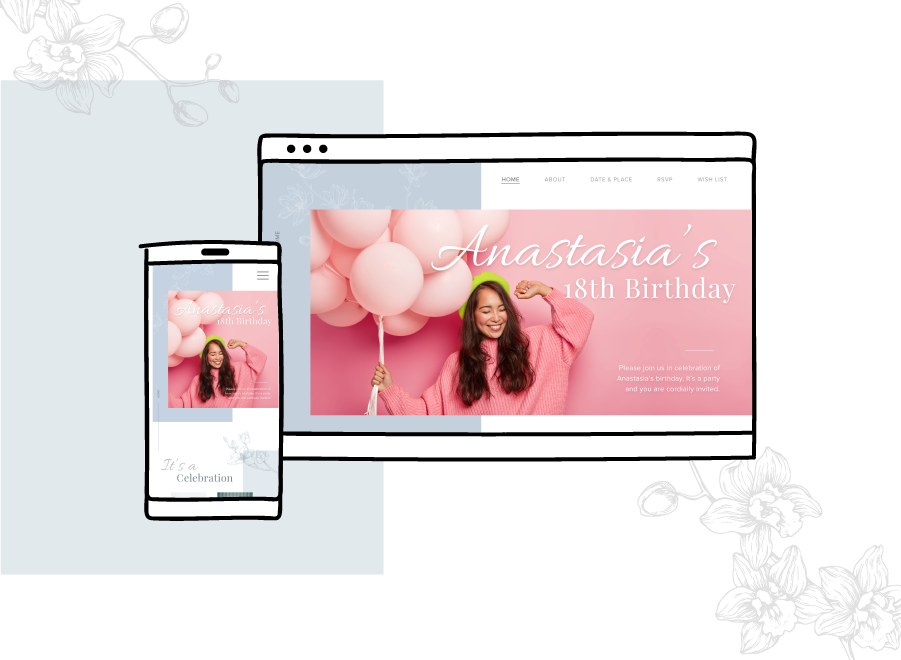 HOME
ABOUT
DATE & PLACE
RSVP
WISH LIST
Anastasia's
18th Birthday
Please join us in celebration of
Anastasia's birthday. It's a party
and you are cordially invited.
Anastasia's
18th Birthday
It's a
Celebration